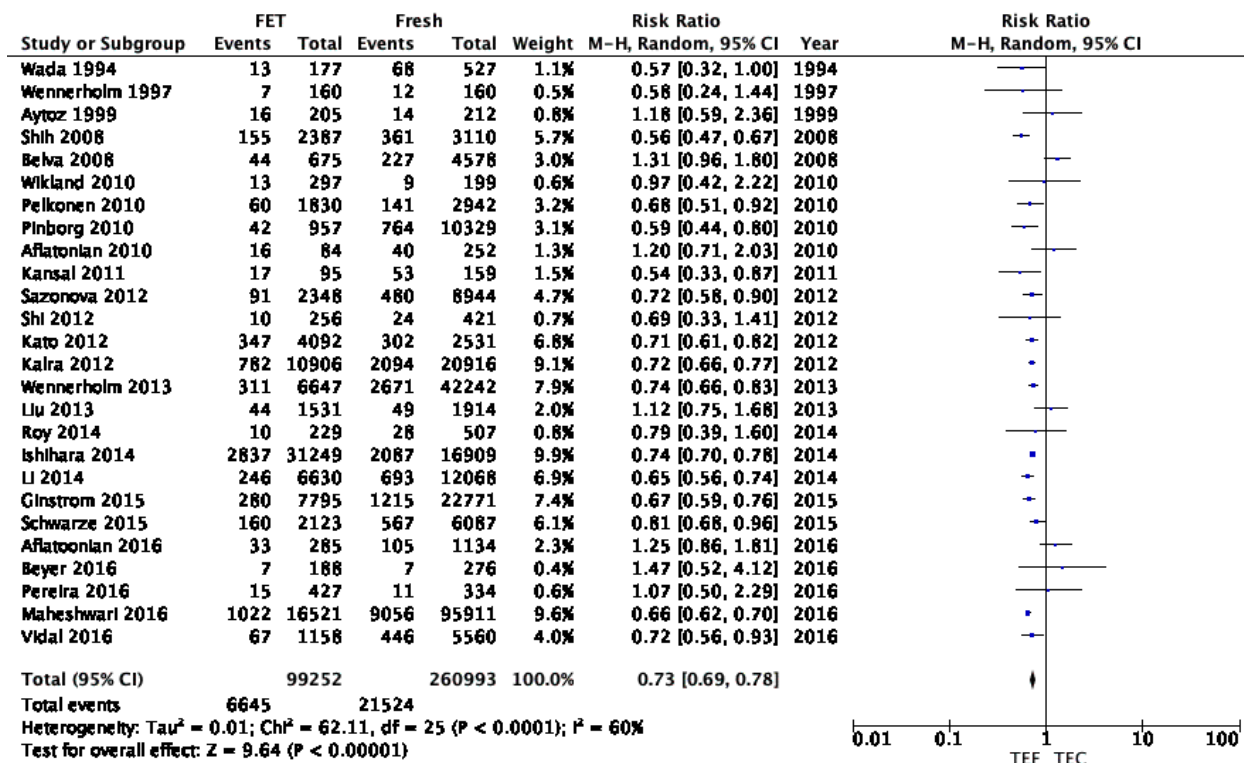 FET Fresh Risk Ratio Risk Ratio
Study or Subgroup Events Total Events Total Weight M-H, Random, 95% CI Year M-H, Random, 95% CI
Wada 1994 13 177 68 527 1.1% 0.57 [0.32, 1.00] 1994
Wennerholm 1997 7 160 12 160 0.5% 0.58 [0.24, 1.44] 1997
Aytoz 1999 16 205 14 212 0.8% 1.18 [0.59, 2.36] 1999
Shih 2008 155 2387 361 3110 5.7% 0.56 [0.47, 0.67] 2008
Belva 2008 44 675 227 4578 3.0% 1.31 [0.96, 1.80] 2008
Wikland 2010 13 297 9 199 0.6% 0.97 [0.42, 2.22] 2010
Pelkonen 2010 60 1830 141 2942 3.2% 0.68 [0.51, 0.92] 2010
Pinborg 2010 42 957 764 10329 3.1% 0.59 [0.44, 0.80] 2010
Aflatonian 2010 16 84 40 252 1.3% 1.20 [0.71, 2.03] 2010
Kansal 2011 17 95 53 159 1.5% 0.54 [0.33, 0.87] 2011
Sazonova 2012 91 2348 480 8944 4.7% 0.72 [0.58, 0.90] 2012
Shi 2012 10 256 24 421 0.7% 0.69 [0.33, 1.41] 2012
Kato 2012 347 4092 302 2531 6.8% 0.71 [0.61, 0.82] 2012
Kalra 2012 782 10906 2094 20916 9.1% 0.72 [0.66, 0.77] 2012
Wennerholm 2013 311 6647 2671 42242 7.9% 0.74 [0.66, 0.83] 2013
Liu 2013 44 1531 49 1914 2.0% 1.12 [0.75, 1.68] 2013
Roy 2014 10 229 28 507 0.8% 0.79 [0.39, 1.60] 2014
Ishihara 2014 2837 31249 2087 16909 9.9% 0.74 [0.70, 0.78] 2014
Li 2014 246 6630 693 12068 6.9% 0.65 [0.56, 0.74] 2014
Ginstrom 2015 280 7795 1215 22771 7.4% 0.67 [0.59, 0.76] 2015
Schwarze 2015 160 2123 567 6087 6.1% 0.81 [0.68, 0.96] 2015
Aflatoonian 2016 33 285 105 1134 2.3% 1.25 [0.86, 1.81] 2016
Beyer 2016 7 188 7 276 0.4% 1.47 [0.52, 4.12] 2016
Pereira 2016 15 427 11 334 0.6% 1.07 [0.50, 2.29] 2016
Maheshwari 2016 1022 16521 9056 95911 9.6% 0.66 [0.62, 0.70] 2016
Vidal 2016 67 1158 446 5560 4.0% 0.72 [0.56, 0.93] 2016
Total (95% CI) 99252 260993 100.0% 0.73 [0.69, 0.78]
Total events 6645 21524
Heterogeneity: Tau² = 0.01; Chi² = 62.11, df = 25 (P < 0.0001); I² = 60%
Test for overall effect: Z = 9.64 (P < 0.00001)
0.01 0.1 1 10 100
TEE TEC